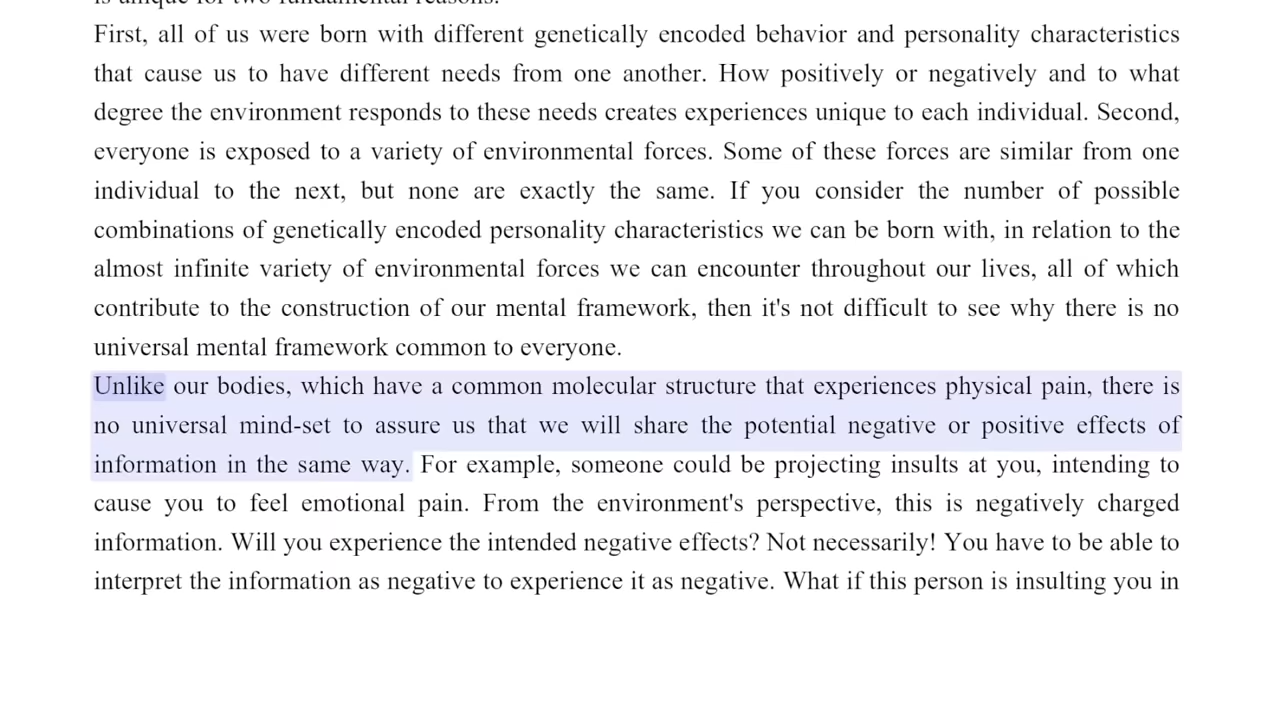 is unique for two fundamental reasons.
First, all of us were born with different genetically encoded behavior and personality characteristics
that cause us to have different needs from one another. How positively or negatively and to what
degree the environment responds to these needs creates experiences unique to each individual. Second,
everyone is exposed to a variety of environmental forces. Some of these forces are similar from one
individual to the next, but none are exactly the same. If you consider the number of possible
combinations of genetically encoded personality characteristics we can be born with, in relation to the
almost infinite variety of environmental forces we can encounter throughout our lives, all of which
contribute to the construction of our mental framework, then it's not difficult to see why there is no
universal mental framework common to everyone.
Unlike our bodies, which have a common molecular structure that experiences physical pain, there is
no universal mind-set to assure us that we will share the potential negative or positive effects of
information in the same way. For example, someone could be projecting insults at you, intending to
cause you to feel emotional pain. From the environment's perspective, this is negatively charged
information. Will you experience the intended negative effects? Not necessarily! You have to be able to
interpret the information as negative to experience it as negative. What if this person is insulting you in